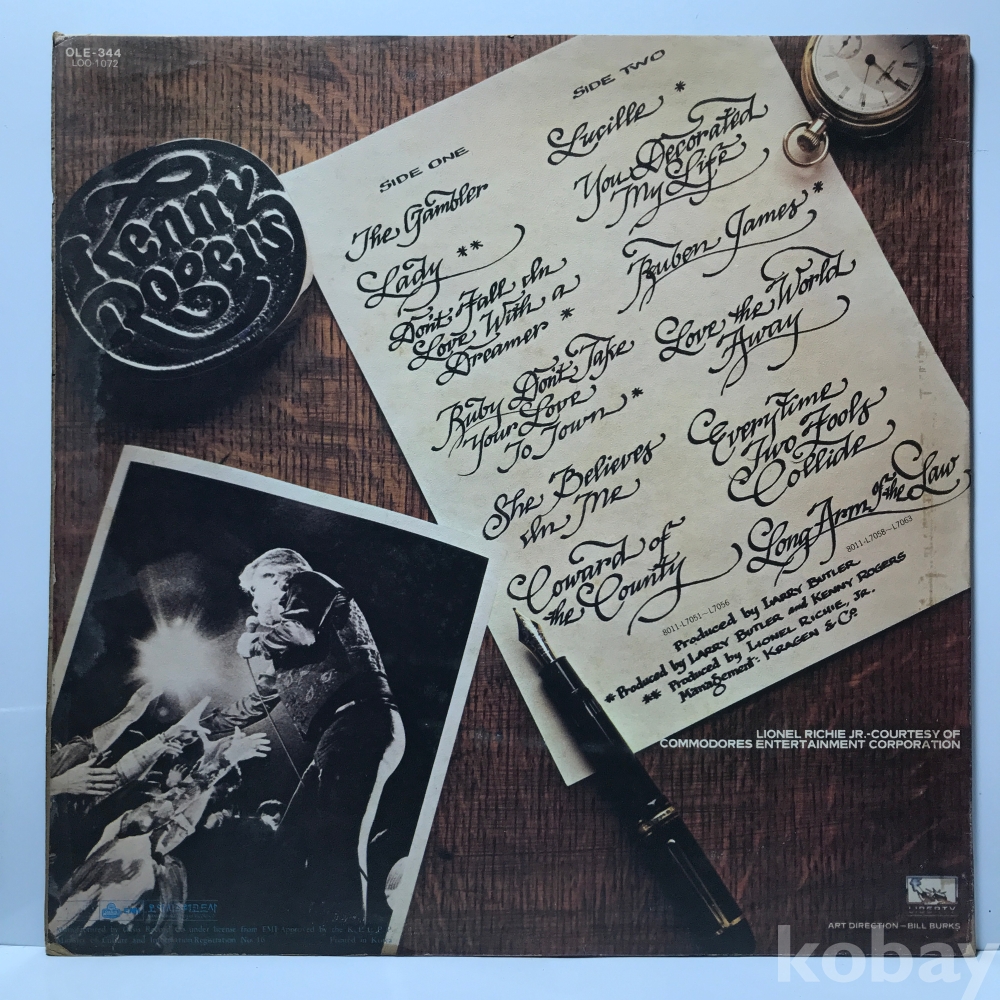 OLE-344
LOO-1072
Kenny
Rogers
SIDE ONE
The Gambler
Lady **
Don't Fall In
Love With a
Dreamer *
Ruby Don't Take
Your Love
To Town *
She Believes
In Me
Coward of
the County
8011-L7051~L7056
SIDE TWO
Lucille *
You Decorated
My Life
Reuben James *
Love the World
Away
Everytime
Two Fools
Collide
Long Arm of the Law
8011-L7058~L7063
Produced by LARRY BUTLER
*Produced by LARRY BUTLER and KENNY ROGERS
** Produced by LIONEL RICHIE, JR.
Management: KRAGEN & Co.
LIONEL RICHIE JR.-COURTESY OF
COMMODORES ENTERTAINMENT CORPORATION
LIBERTY
ART DIRECTION—BILL BURKS
kobay